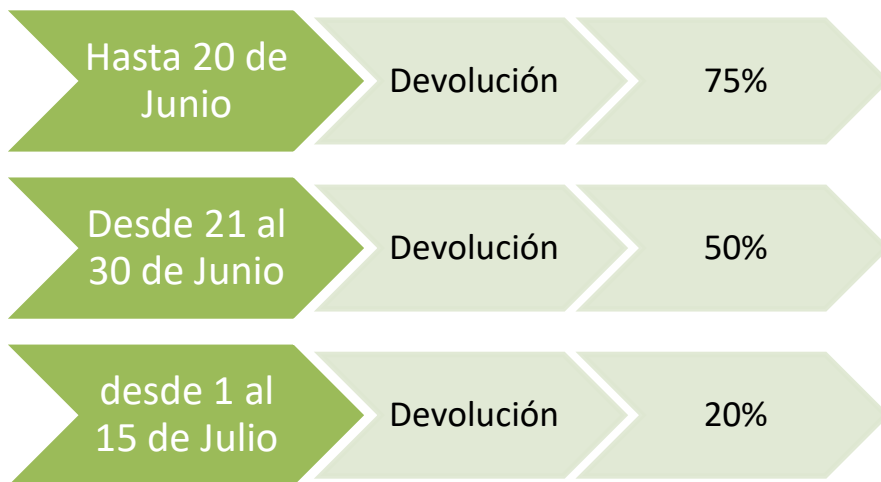 Hasta 20 de
Junio
Devolución
75%
Desde 21 al
30 de Junio
Devolución
50%
desde 1 al
15 de Julio
Devolución
20%